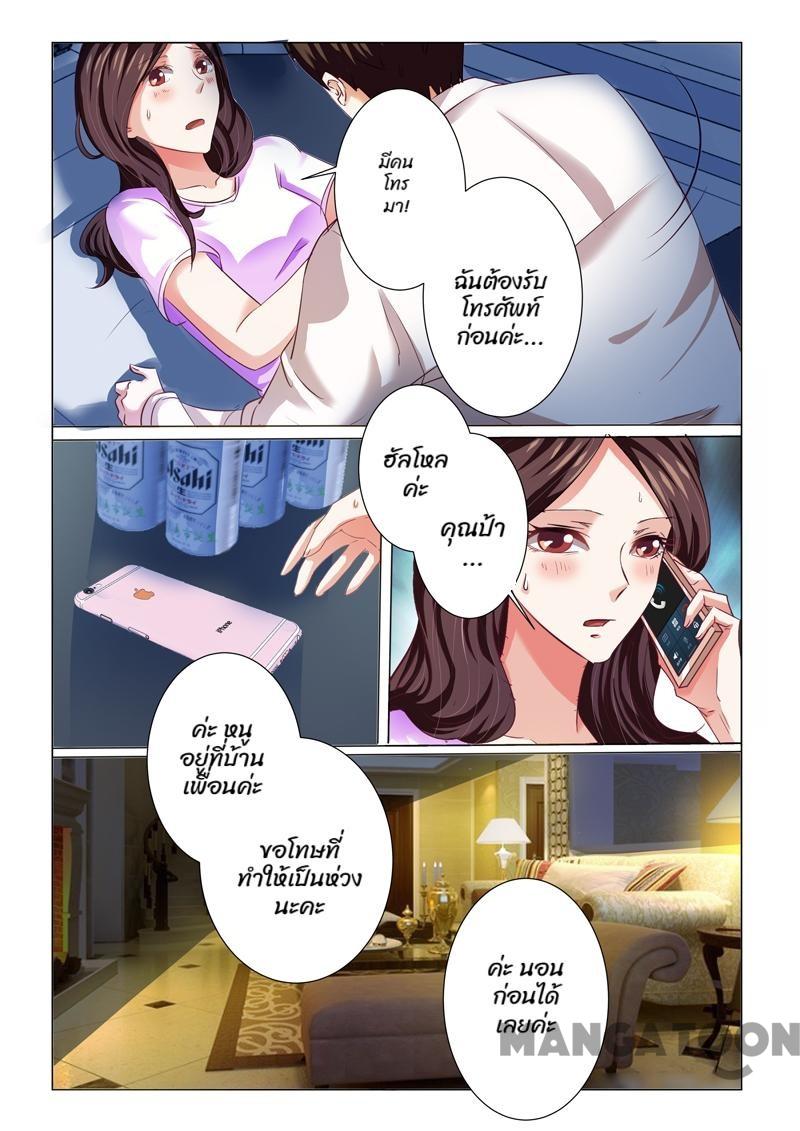 มีคน
โทร
มา!
ฉันต้องรับ
โทรศัพท์
ก่อนค่ะ...
ฮัลโหล
ค่ะ
คุณป้า
...
Asahi
Asahi
生
iPhone
ค่ะ หนู
อยู่ที่บ้าน
เพื่อนค่ะ
ขอโทษที่
ทำให้เป็นห่วง
นะคะ
ค่ะ นอน
ก่อนได้
เลยค่ะ
MANGATOON